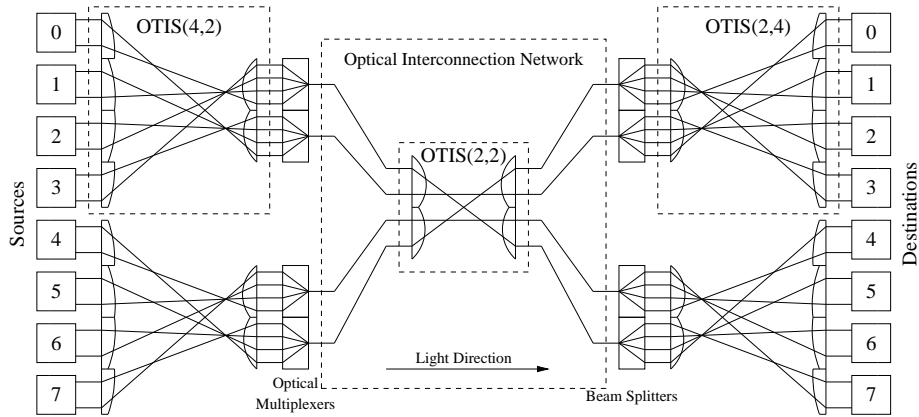 OTIS(4,2)
OTIS(2,4)
Optical Interconnection Network
OTIS(2,2)
Sources
0
1
2
3
4
5
6
7
Optical
Multiplexers
Light Direction
Beam Splitters
0
1
2
3
4
5
6
7
Destinations